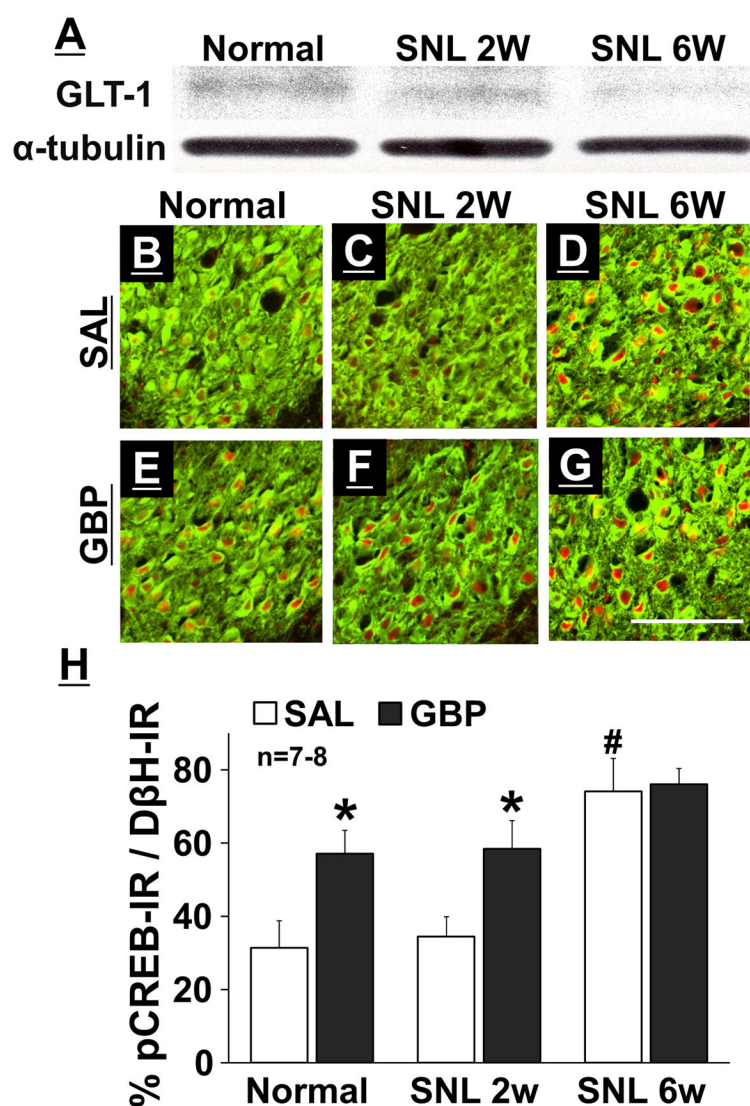 A
Normal SNL 2W SNL 6W
GLT-1
α-tubulin
Normal SNL 2W SNL 6W
SAL
B C D
GBP
E F G
H
SAL GBP
n=7-8
% pCREB-IR / DβH-IR
80
60
40
20
0
* * #
Normal SNL 2w SNL 6w